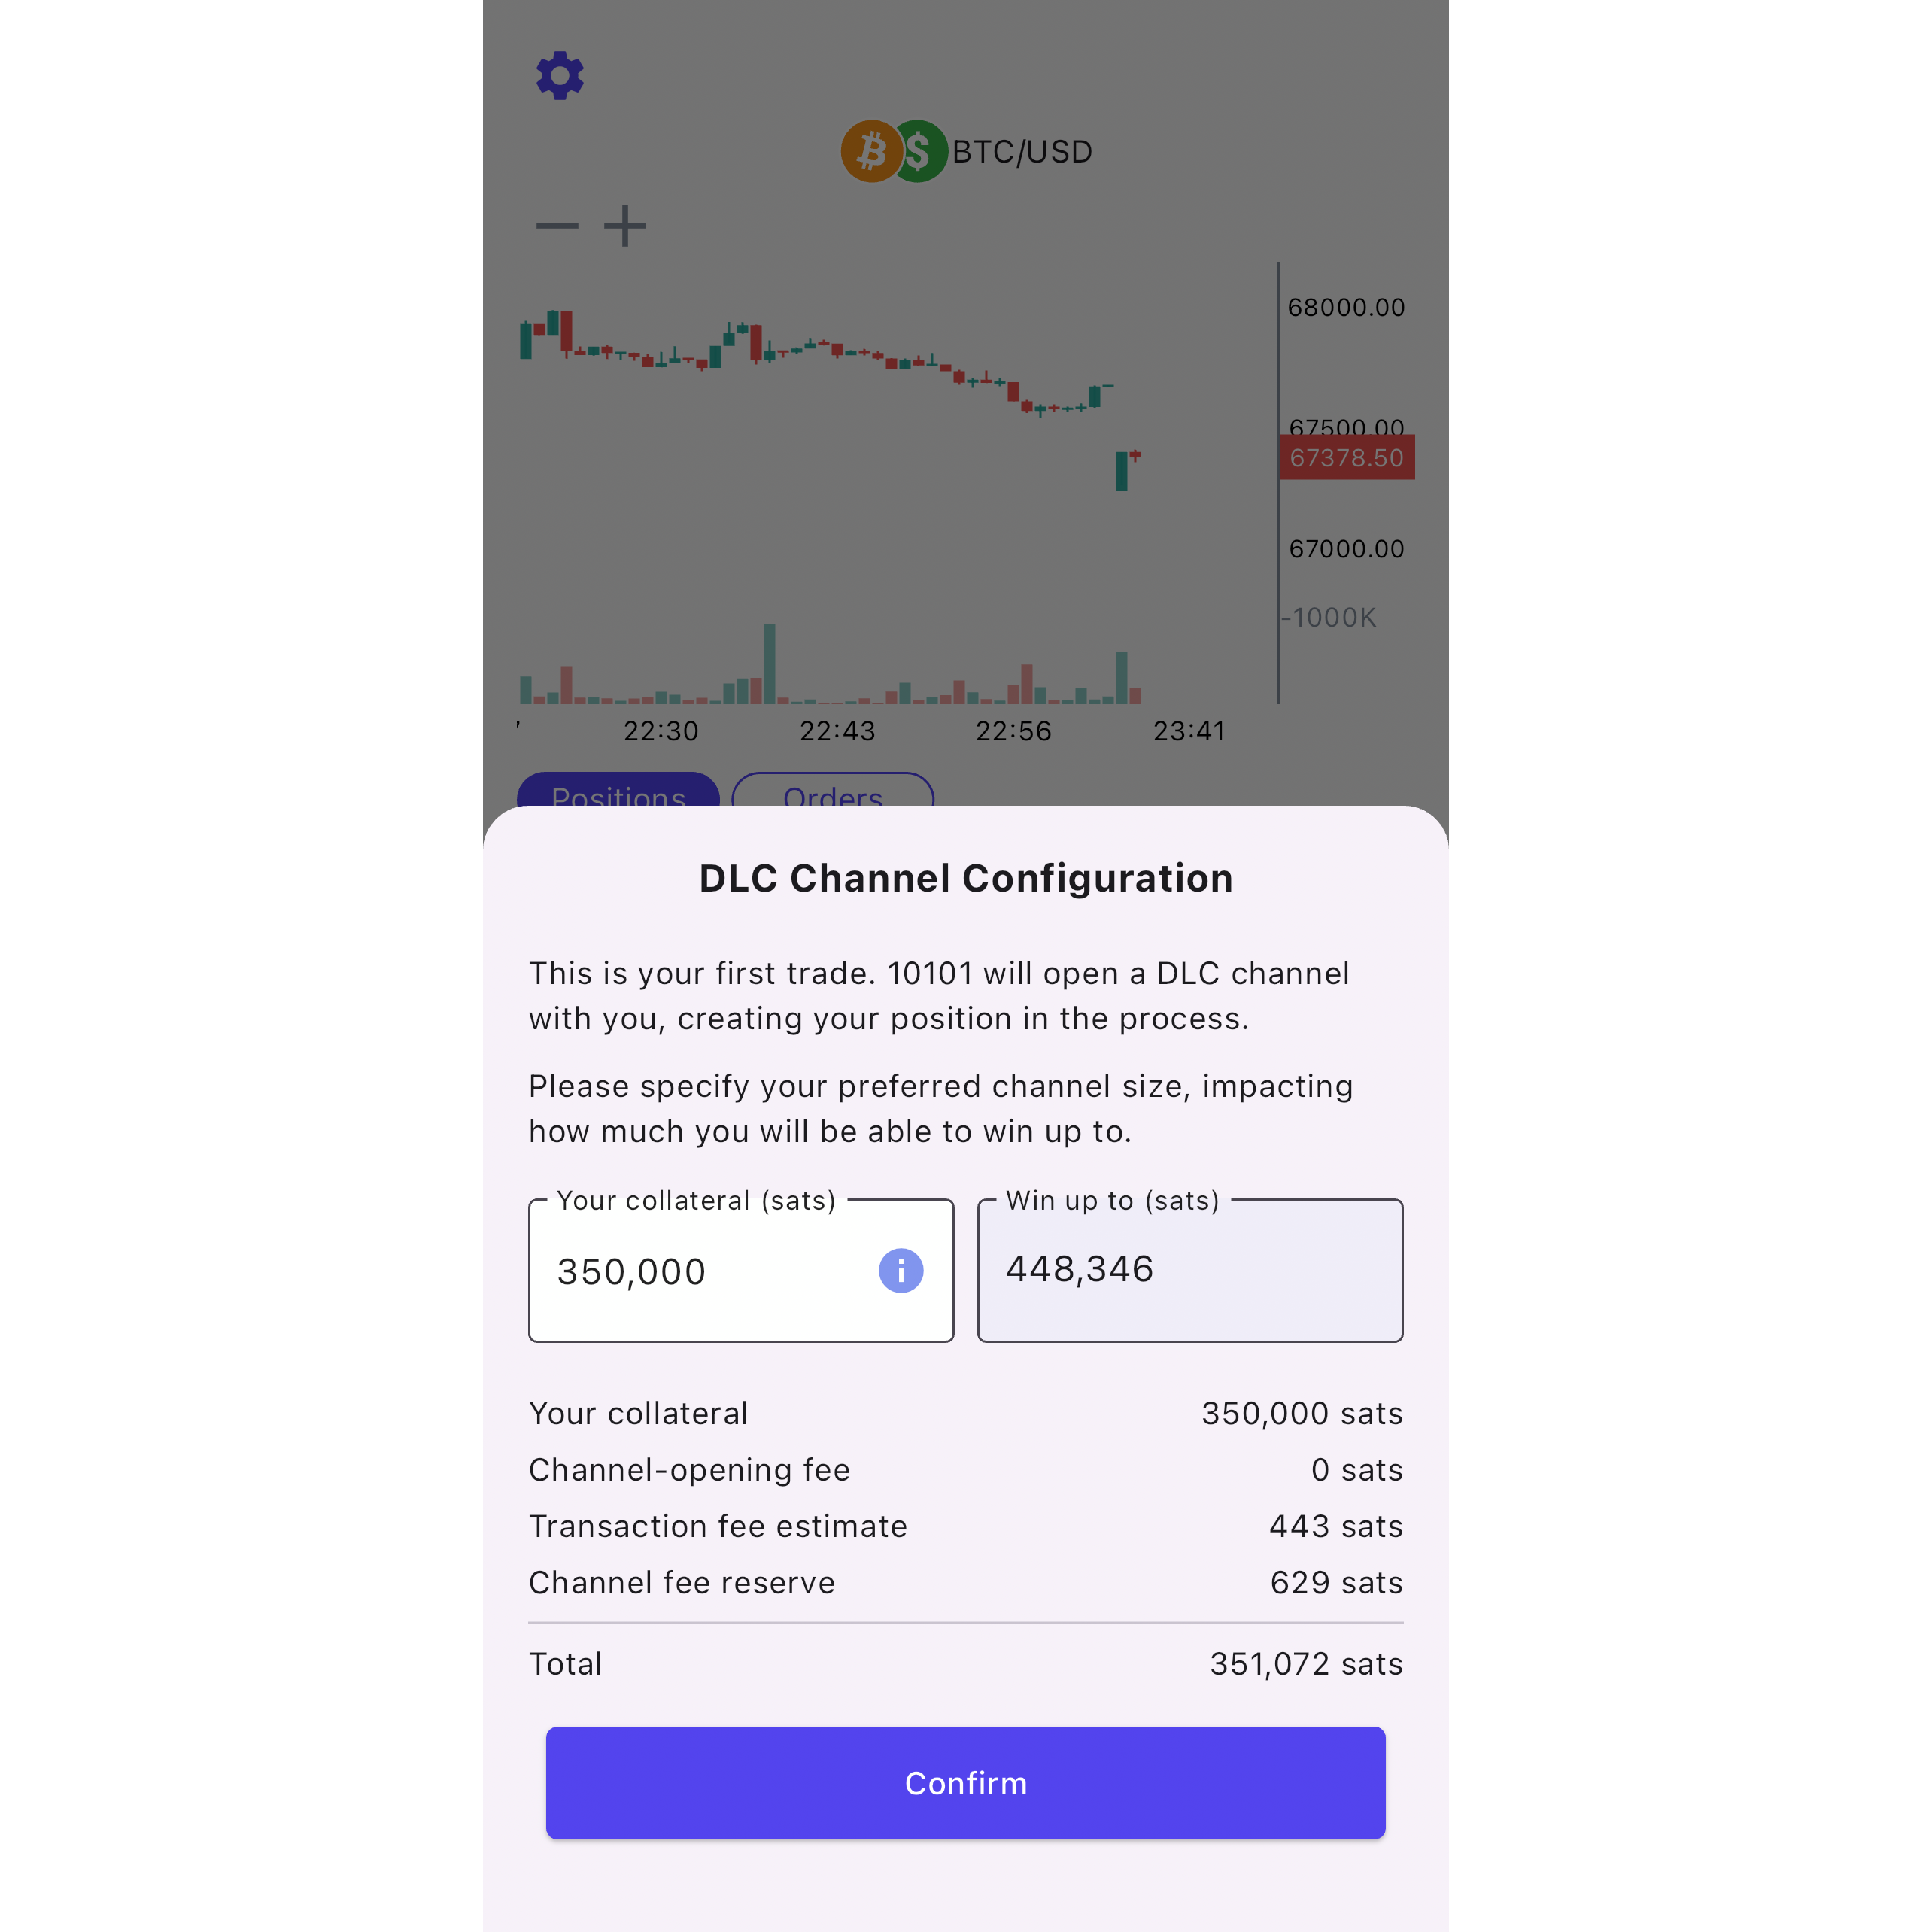 BTC/USD
68000.00
67500.00
67378.50
67000.00
-1000K
22:30 22:43 22:56 23:41
Positions Orders
DLC Channel Configuration
This is your first trade. 10101 will open a DLC channel
with you, creating your position in the process.
Please specify your preferred channel size, impacting
how much you will be able to win up to.
Your collateral (sats) Win up to (sats)
350,000 448,346
Your collateral 350,000 sats
Channel-opening fee 0 sats
Transaction fee estimate 443 sats
Channel fee reserve 629 sats
Total 351,072 sats
Confirm